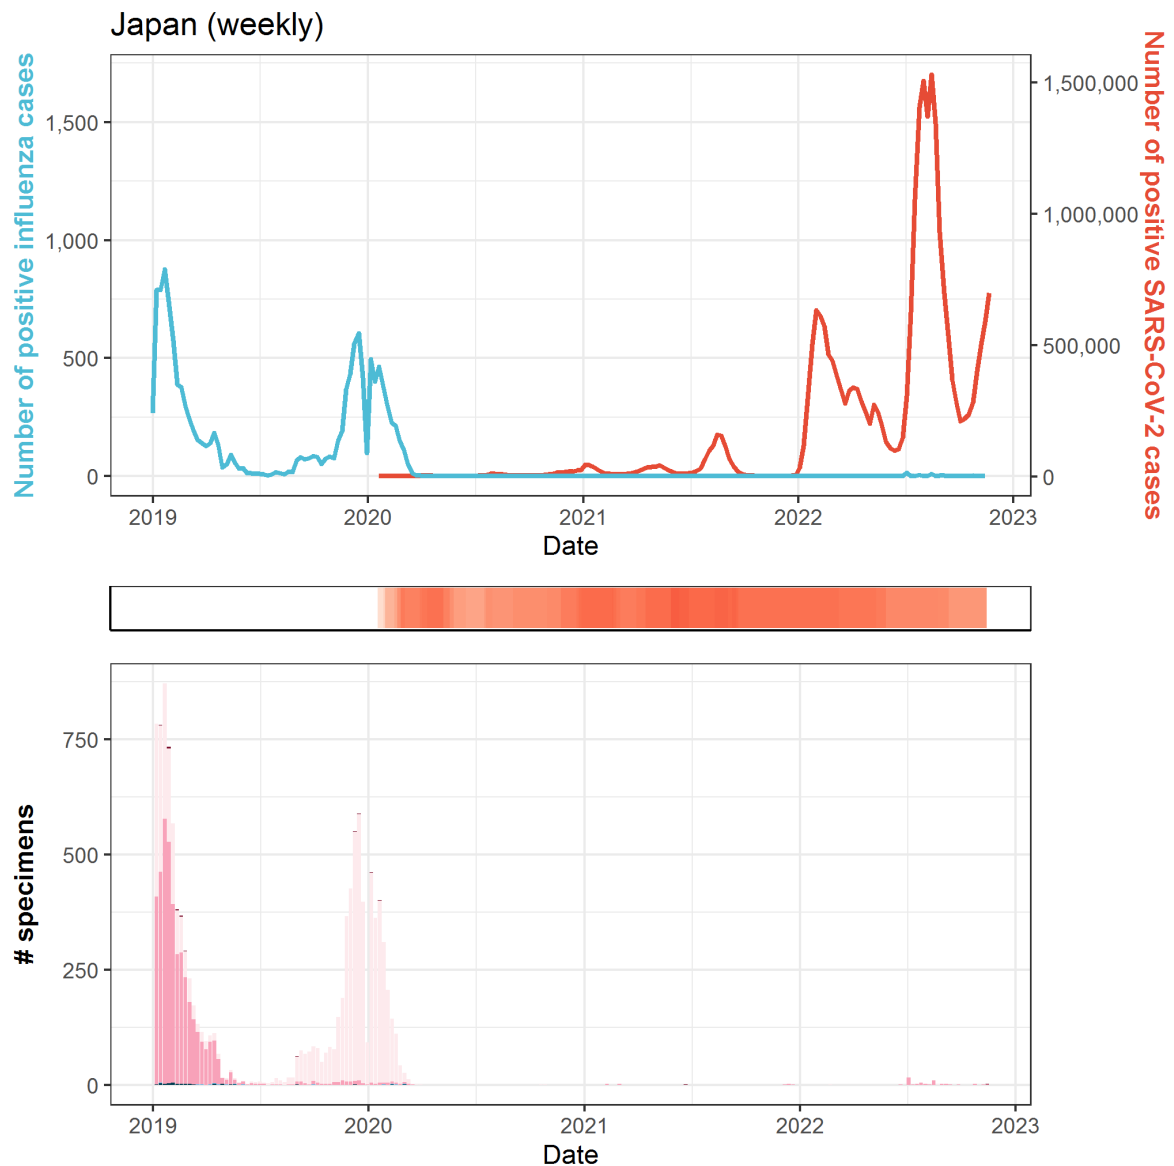 Japan (weekly)
Number of positive influenza cases
1,500
1,000
500
0
1,500,000
1,000,000
500,000
0
Number of positive SARS-CoV-2 cases
2019 2020 2021 2022 2023
Date
# specimens
750
500
250
0
2019 2020 2021 2022 2023
Date